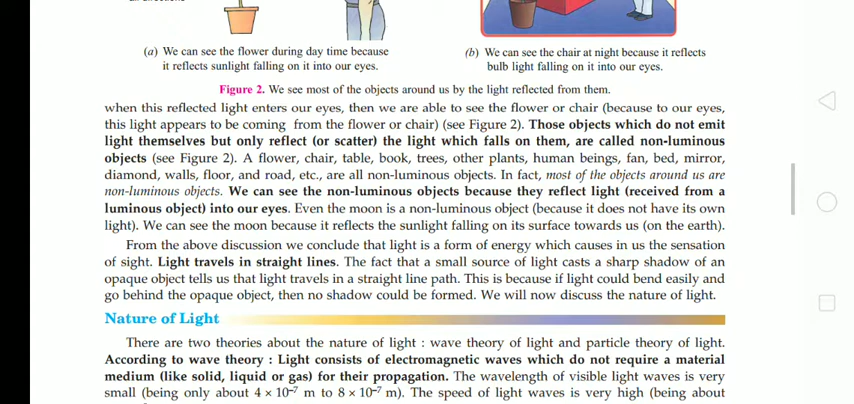 (a) We can see the flower during day time because
it reflects sunlight falling on it into our eyes.
(b) We can see the chair at night because it reflects
bulb light falling on it into our eyes.
Figure 2. We see most of the objects around us by the light reflected from them.
when this reflected light enters our eyes, then we are able to see the flower or chair (because to our eyes,
this light appears to be coming from the flower or chair) (see Figure 2). Those objects which do not emit
light themselves but only reflect (or scatter) the light which falls on them, are called non-luminous
objects (see Figure 2). A flower, chair, table, book, trees, other plants, human beings, fan, bed, mirror,
diamond, walls, floor, and road, etc., are all non-luminous objects. In fact, most of the objects around us are
non-luminous objects. We can see the non-luminous objects because they reflect light (received from a
luminous object) into our eyes. Even the moon is a non-luminous object (because it does not have its own
light). We can see the moon because it reflects the sunlight falling on its surface towards us (on the earth).
From the above discussion we conclude that light is a form of energy which causes in us the sensation
of sight. Light travels in straight lines. The fact that a small source of light casts a sharp shadow of an
opaque object tells us that light travels in a straight line path. This is because if light could bend easily and
go behind the opaque object, then no shadow could be formed. We will now discuss the nature of light.
Nature of Light
There are two theories about the nature of light : wave theory of light and particle theory of light.
According to wave theory : Light consists of electromagnetic waves which do not require a material
medium (like solid, liquid or gas) for their propagation. The wavelength of visible light waves is very
small (being only about 4 × 10⁻⁷ m to 8 × 10⁻⁷ m). The speed of light waves is very high (being about